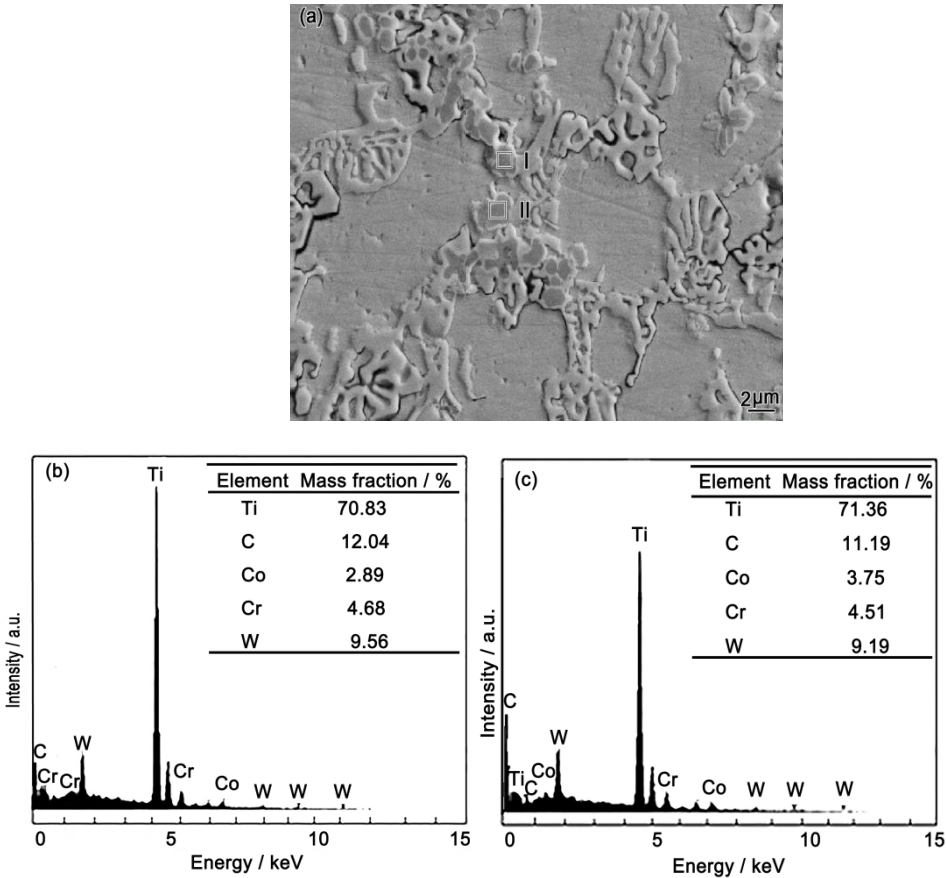 (a)
I
II
2μm
(b)
Ti
Element Mass fraction / %
Ti 70.83
C 12.04
Co 2.89
Cr 4.68
W 9.56
C
Cr
Cr
W
Cr
Co
W
W
W
Intensity / a.u.
0 5 10 15
Energy / keV
(c)
Ti
Element Mass fraction / %
Ti 71.36
C 11.19
Co 3.75
Cr 4.51
W 9.19
C
Ti
C
Co
W
Cr
Co
W
W
W
Intensity / a.u.
0 5 10 15
Energy / keV